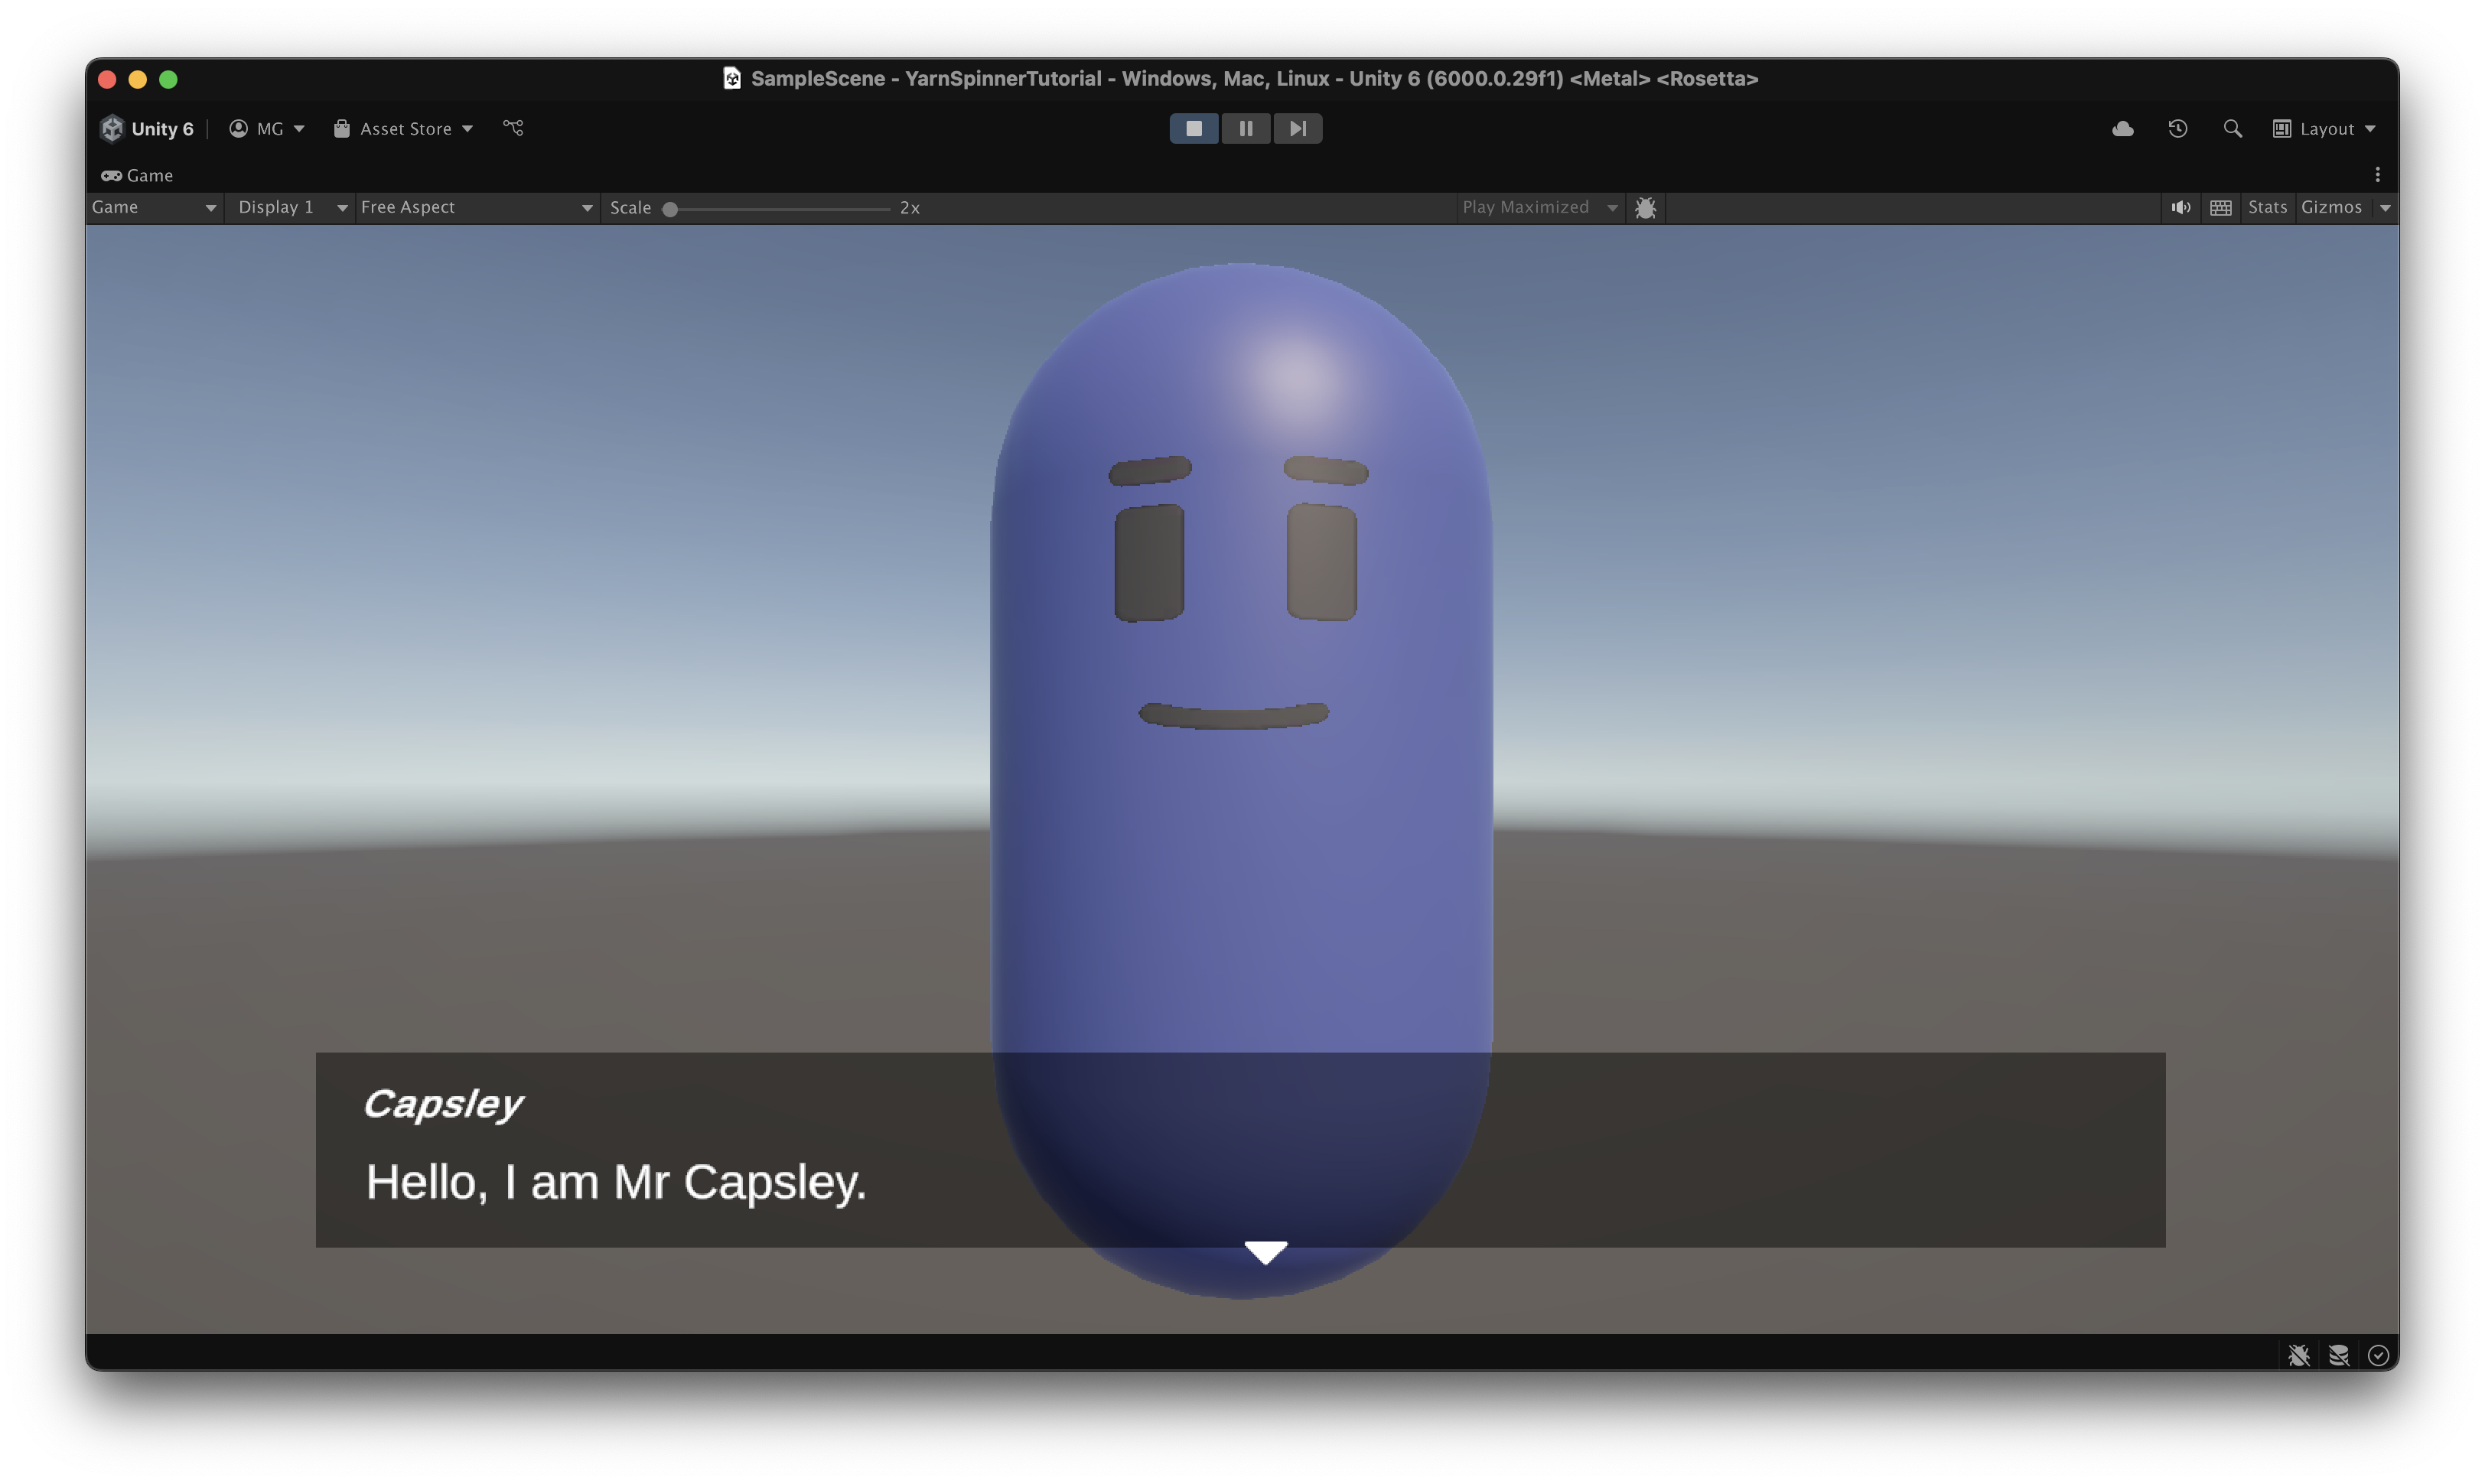 SampleScene - YarnSpinnerTutorial - Windows, Mac, Linux - Unity 6 (6000.0.29f1) <Metal> <Rosetta>
Unity 6 MG Asset Store Layout
Game
Game Display 1 Free Aspect Scale 2x Play Maximized Stats Gizmos
Capsley
Hello, I am Mr Capsley.